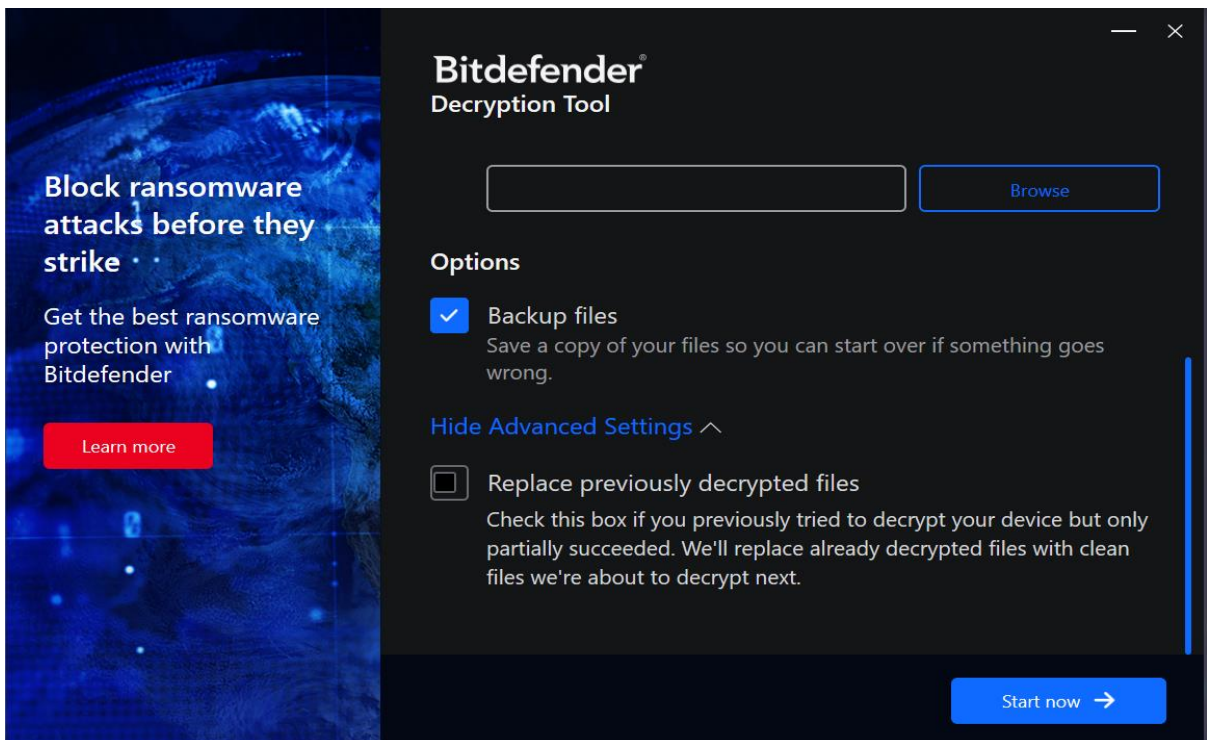 Block ransomware
attacks before they
strike
Get the best ransomware
protection with
Bitdefender
Learn more
Bitdefender®
Decryption Tool
Browse
Options
Backup files
Save a copy of your files so you can start over if something goes
wrong.
Hide Advanced Settings
Replace previously decrypted files
Check this box if you previously tried to decrypt your device but only
partially succeeded. We'll replace already decrypted files with clean
files we're about to decrypt next.
Start now